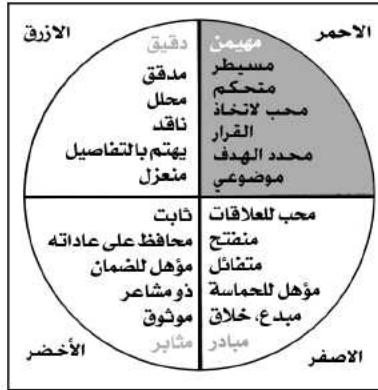 الاحمر
مهيمن
مسيطر
متحكم
محب لاتخاذ
القرار
محدد الهدف
موضوعي
الازرق
دقيق
مدقق
محلل
ناقد
يهتم بالتفاصيل
منعزل
محب للعلاقات
منفتح
متفائل
مؤهل للحماسة
مبدع، خلاق
مبادر
الاصفر
ثابت
محافظ على عاداته
مؤهل للضمان
ذو مشاعر
موثوق
مثابر
الأخضر